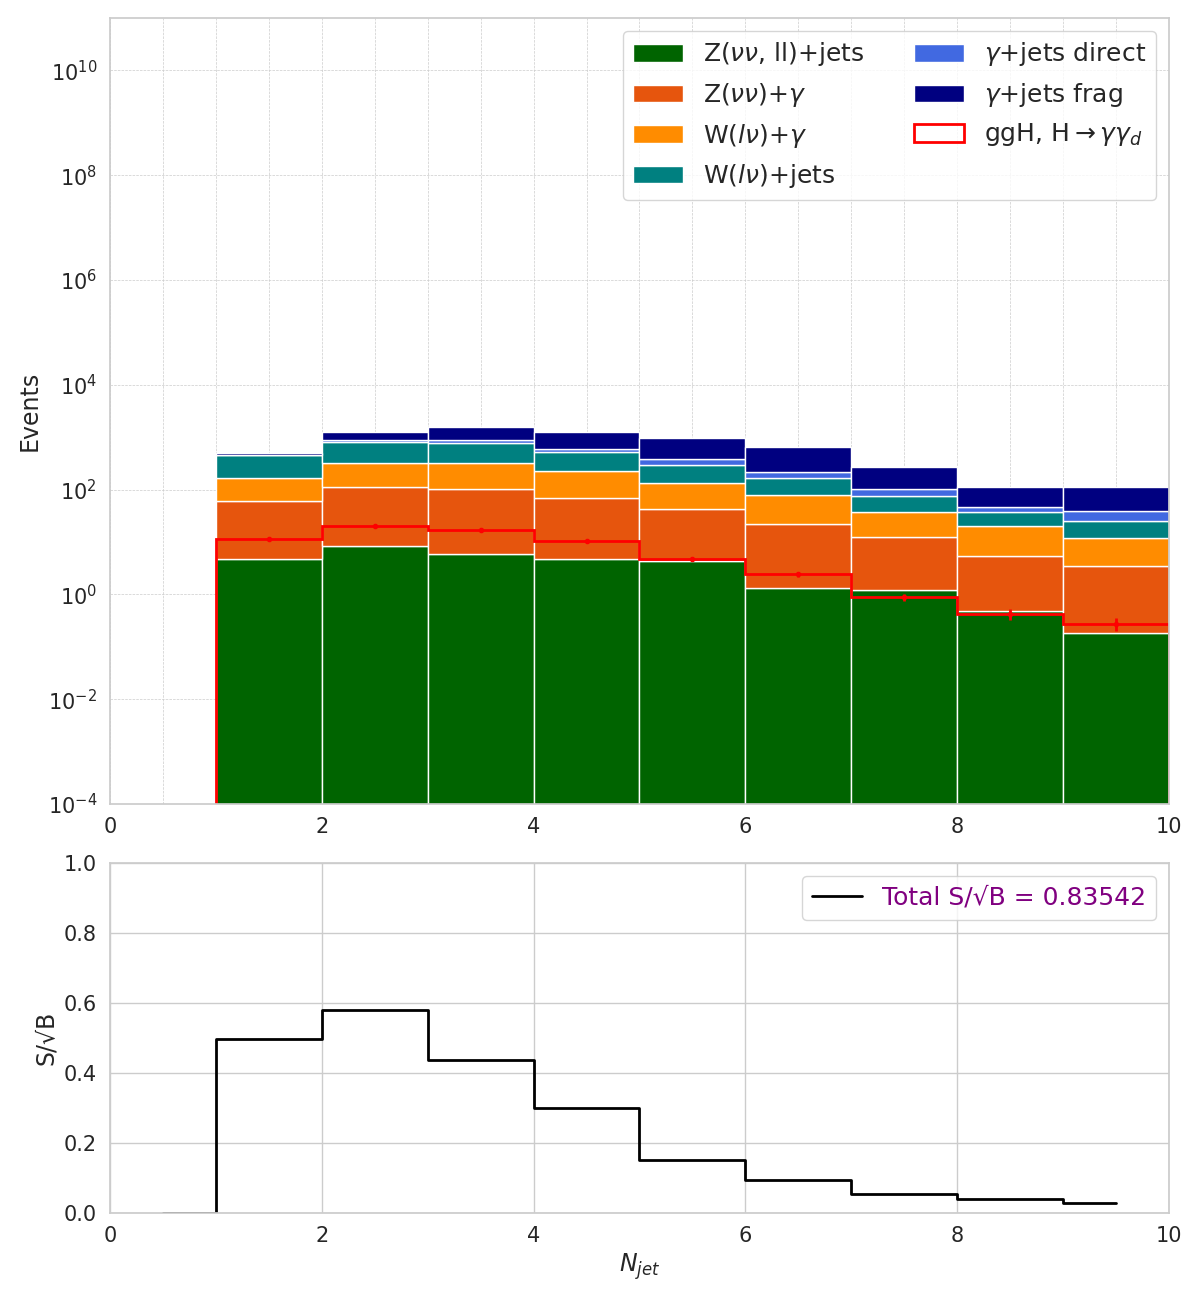 Z(νν, ll)+jets
Z(νν)+γ
W(lν)+γ
W(lν)+jets
γ+jets direct
γ+jets frag
ggH, H→γγ_d
10^10
10^8
10^6
10^4
10^2
10^0
10^−2
10^−4
Events
0 2 4 6 8 10
Total S/√B = 0.83542
1.0
0.8
0.6
0.4
0.2
0.0
S/√B
0 2 4 6 8 10
N_jet